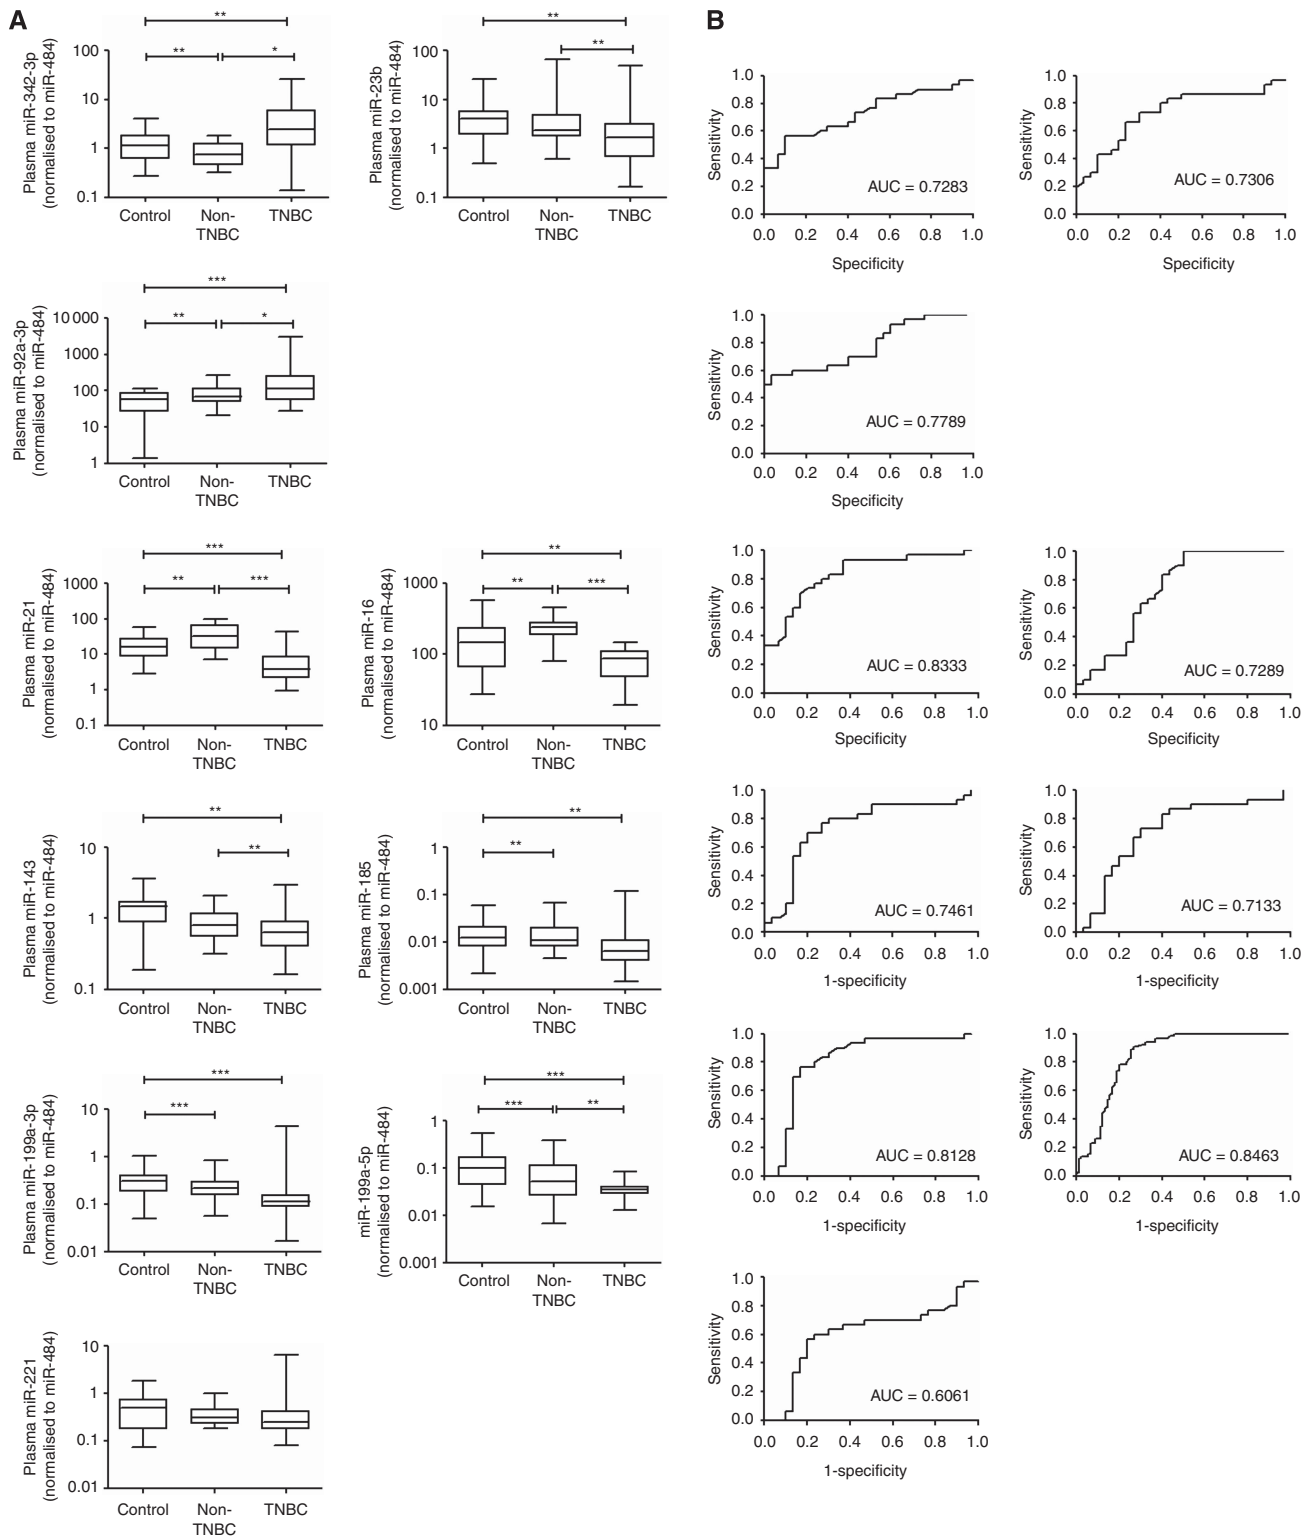 A
**
**
*
Plasma miR-342-3p
(normalised to miR-484)
100
10
1
0.1
Control
Non-
TNBC
TNBC
**
**
Plasma miR-23b
(normalised to miR-484)
100
10
1
0.1
Control
Non-
TNBC
TNBC
***
**
*
Plasma miR-92a-3p
(normalised to miR-484)
10 000
1000
100
10
1
Control
Non-
TNBC
TNBC
***
**
***
Plasma miR-21
(normalised to miR-484)
1000
100
10
1
0.1
Control
Non-
TNBC
TNBC
**
**
***
Plasma miR-16
(normalised to miR-484)
1000
100
10
Control
Non-
TNBC
TNBC
**
**
Plasma miR-143
(normalised to miR-484)
10
1
0.1
Control
Non-
TNBC
TNBC
**
**
Plasma miR-185
(normalised to miR-484)
1
0.1
0.01
0.001
Control
Non-
TNBC
TNBC
***
***
Plasma miR-199a-3p
(normalised to miR-484)
10
1
0.1
0.01
Control
Non-
TNBC
TNBC
***
***
**
miR-199a-5p
(normalised to miR-484)
1
0.1
0.01
0.001
Control
Non-
TNBC
TNBC
Plasma miR-221
(normalised to miR-484)
10
1
0.1
0.01
Control
Non-
TNBC
TNBC
B
Sensitivity
1.0
0.8
0.6
0.4
0.2
0.0
AUC = 0.7283
0.0 0.2 0.4 0.6 0.8 1.0
Specificity
Sensitivity
1.0
0.8
0.6
0.4
0.2
0.0
AUC = 0.7306
0.0 0.2 0.4 0.6 0.8 1.0
Specificity
Sensitivity
1.0
0.8
0.6
0.4
0.2
0.0
AUC = 0.7789
0.0 0.2 0.4 0.6 0.8 1.0
Specificity
Sensitivity
1.0
0.8
0.6
0.4
0.2
0.0
AUC = 0.8333
0.0 0.2 0.4 0.6 0.8 1.0
Specificity
Sensitivity
1.0
0.8
0.6
0.4
0.2
0.0
AUC = 0.7289
0.0 0.2 0.4 0.6 0.8 1.0
Specificity
Sensitivity
1.0
0.8
0.6
0.4
0.2
0.0
AUC = 0.7461
0.0 0.2 0.4 0.6 0.8 1.0
1-specificity
Sensitivity
1.0
0.8
0.6
0.4
0.2
0.0
AUC = 0.7133
0.0 0.2 0.4 0.6 0.8 1.0
1-specificity
Sensitivity
1.0
0.8
0.6
0.4
0.2
0.0
AUC = 0.8128
0.0 0.2 0.4 0.6 0.8 1.0
1-specificity
Sensitivity
1.0
0.8
0.6
0.4
0.2
0.0
AUC = 0.8463
0.0 0.2 0.4 0.6 0.8 1.0
1-specificity
Sensitivity
1.0
0.8
0.6
0.4
0.2
0.0
AUC = 0.6061
0.0 0.2 0.4 0.6 0.8 1.0
1-specificity